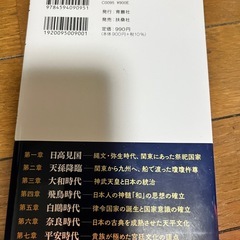 9784594090951
C0095 ¥900E
発行：育鵬社
発売：扶桑社
定価：990円
(本体900円+税10%)
1920095009001
第一章 日高見国 縄文・弥生時代、関東にあった祭祀国家
第二章 天孫降臨 関東から九州へ、船で渡った瓊瓊杵尊
第三章 大和時代 神武天皇と日本の統治
第四章 飛鳥時代 日本人の神髄「和」の思想の確立
第五章 白鳳時代 律令国家の誕生と国家意識の確立
第六章 奈良時代 日本の古典を成熟させた天平文化
第七章 平安時代 貴族が極めた宮廷文化の頂点